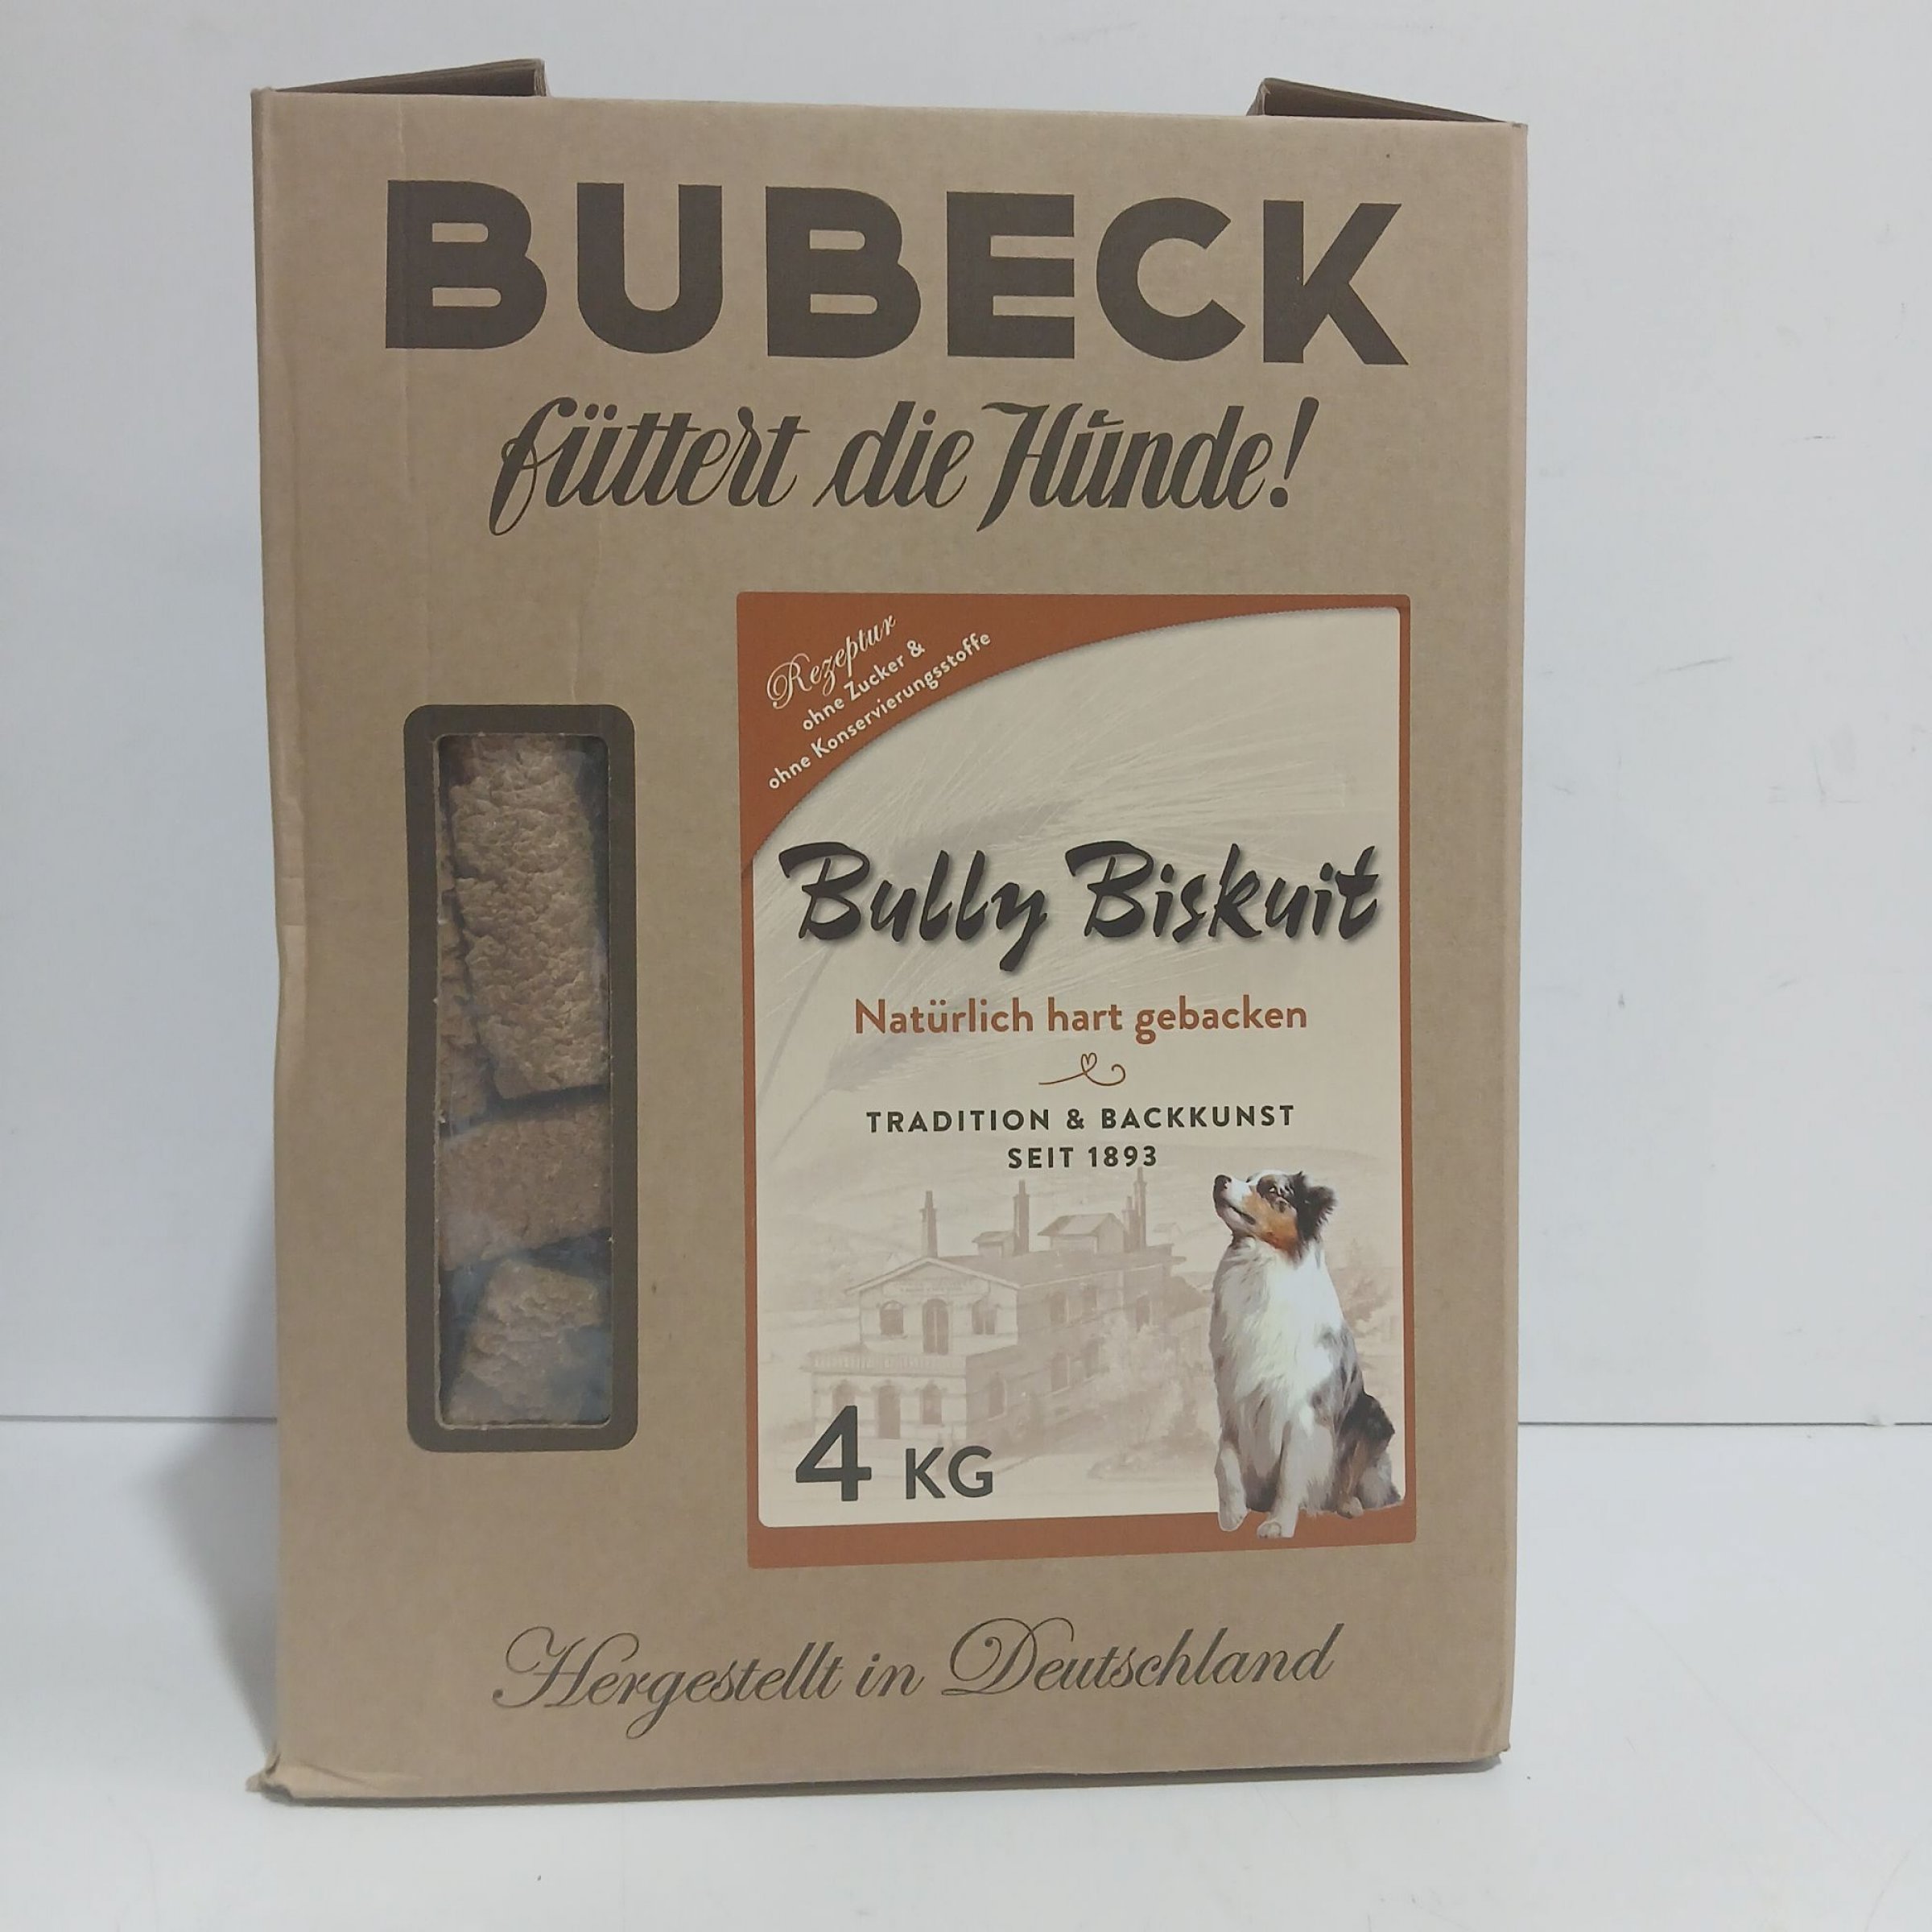 BUBECK
füttert die Hunde!
Rezeptur
ohne Zucker &
ohne Konservierungsstoffe
Bully Biskuit
Natürlich hart gebacken
TRADITION & BACKKUNST
SEIT 1893
4 KG
Hergestellt in Deutschland